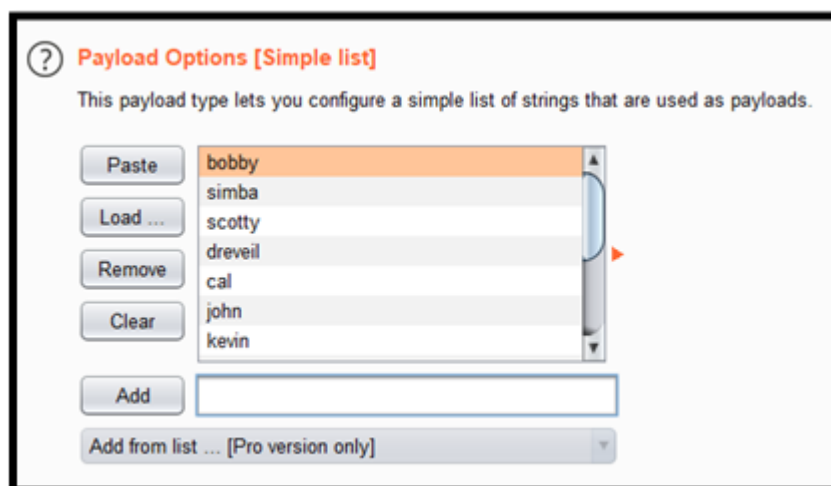 ?
Payload Options [Simple list]
This payload type lets you configure a simple list of strings that are used as payloads.
Paste
Load ...
Remove
Clear
bobby
simba
scotty
dreveil
cal
john
kevin
Add
Add from list ... [Pro version only]